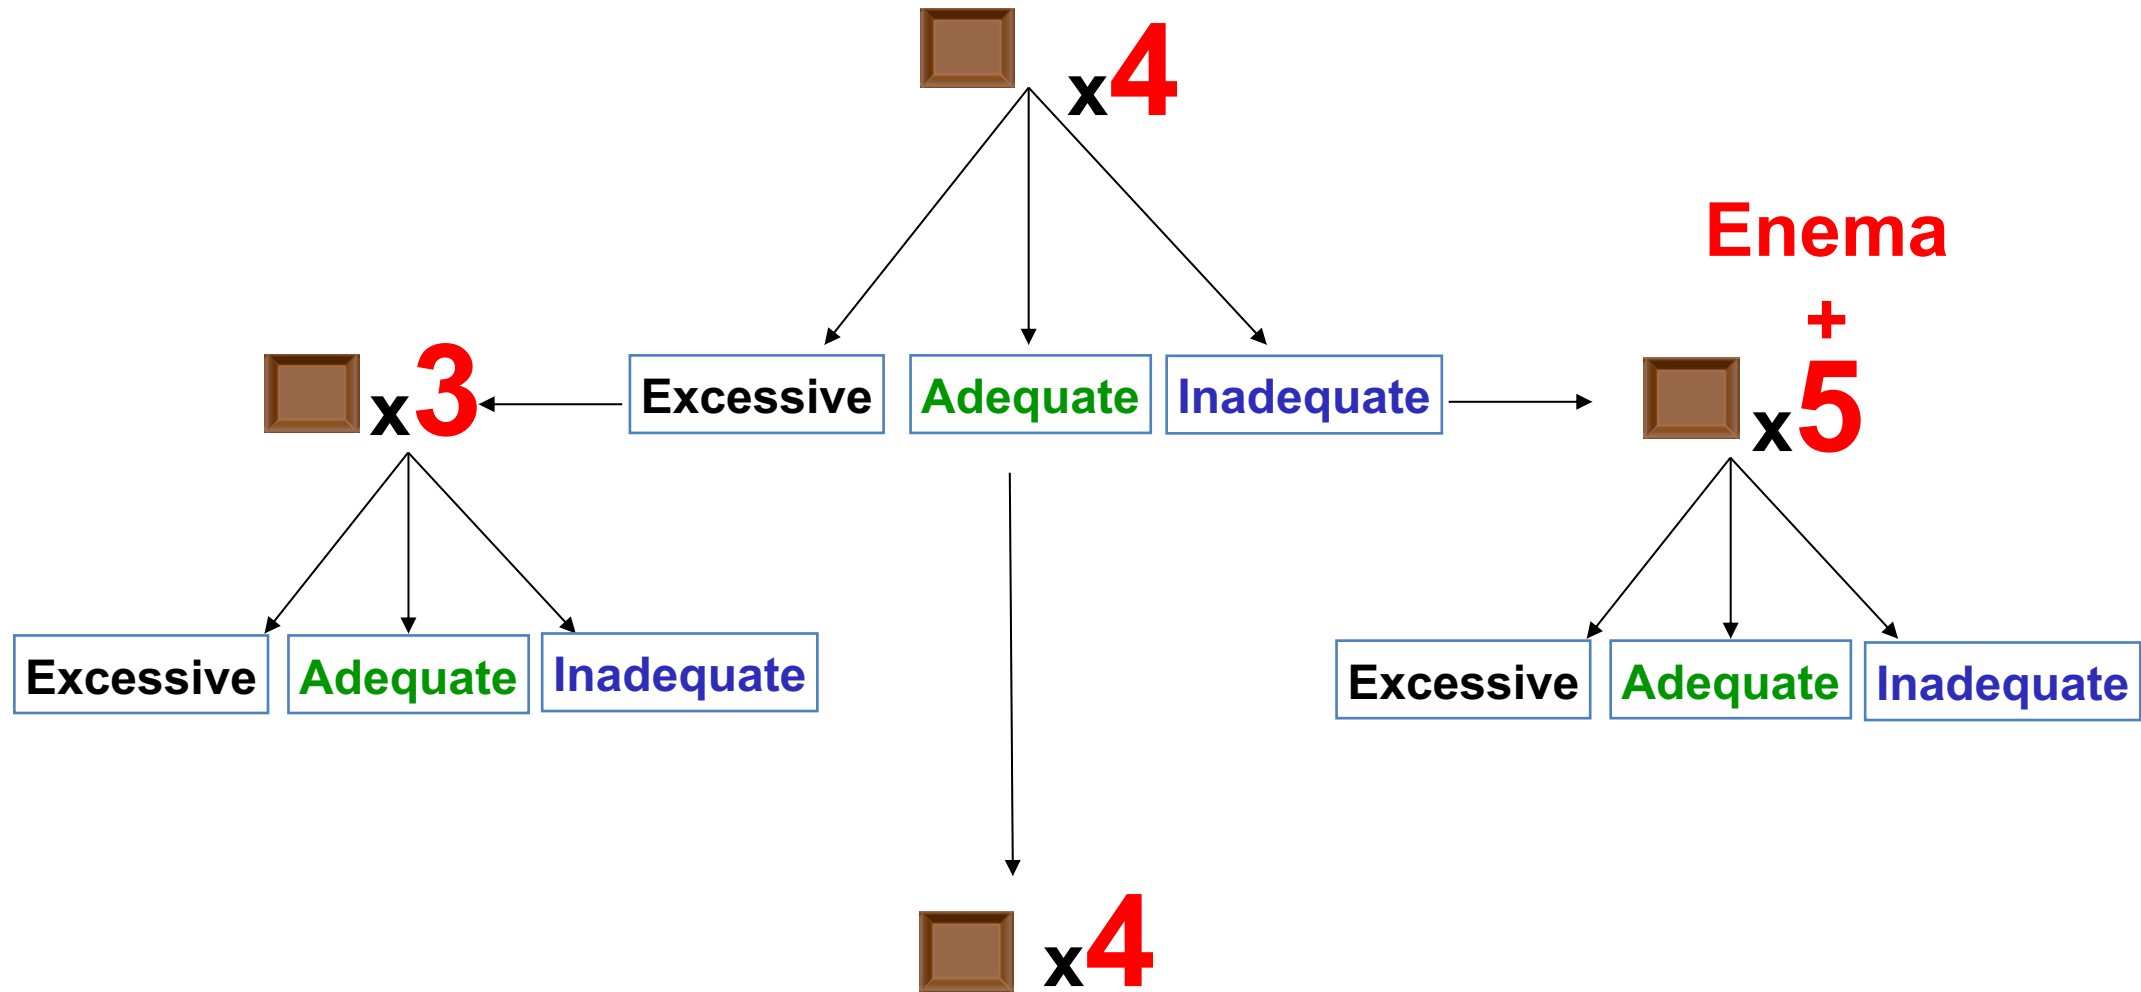 x4
Enema
+
x3
Excessive
Adequate
Inadequate
x5
Excessive
Adequate
Inadequate
Excessive
Adequate
Inadequate
x4